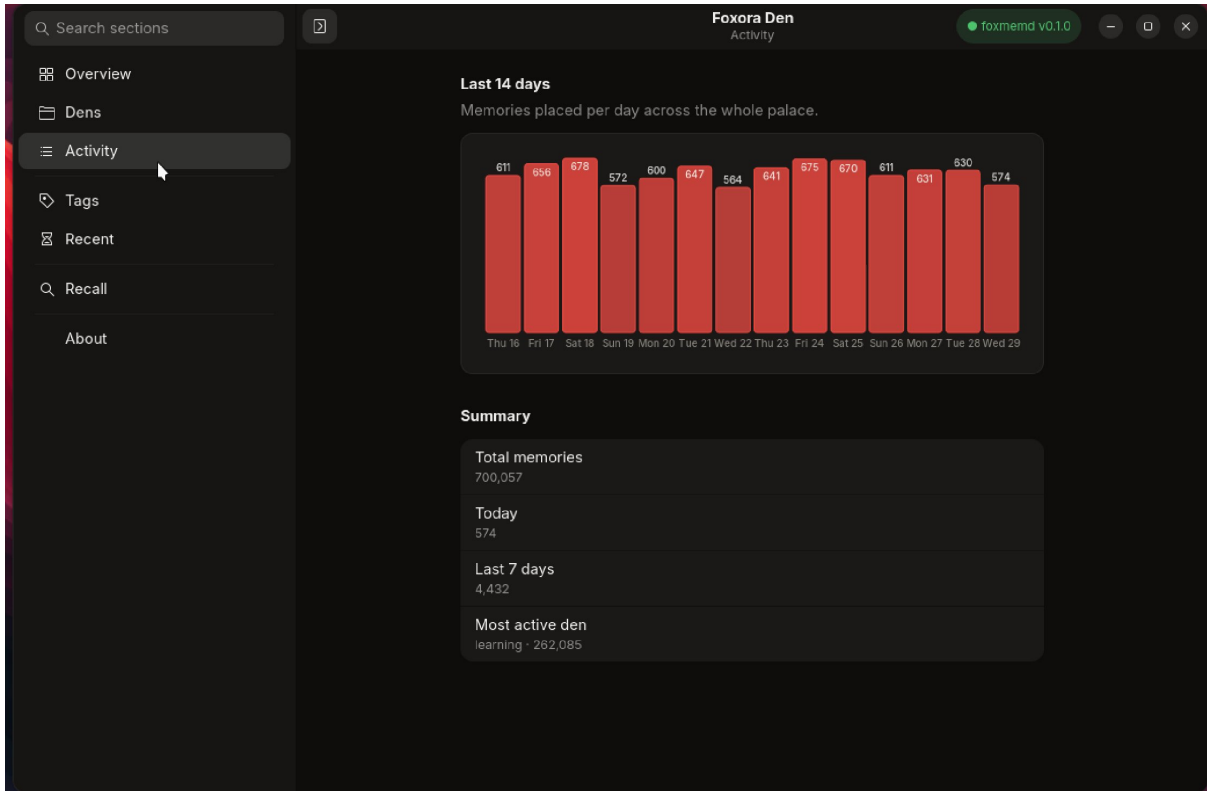 Search sections
Foxora Den
Activity
foxmemd v0.1.0
Overview
Dens
Activity
Tags
Recent
Recall
About
Last 14 days
Memories placed per day across the whole palace.
611 656 678 572 600 647 564 641 675 670 611 631 630 574
Thu 16 Fri 17 Sat 18 Sun 19 Mon 20 Tue 21 Wed 22 Thu 23 Fri 24 Sat 25 Sun 26 Mon 27 Tue 28 Wed 29
Summary
Total memories
700,057
Today
574
Last 7 days
4,432
Most active den
learning · 262,085